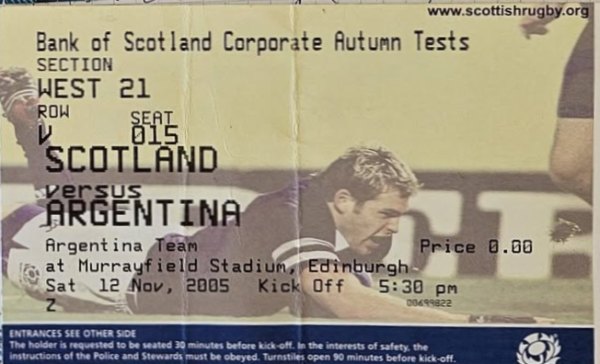 www.scottishrugby.org
Bank of Scotland Corporate Autumn Tests
SECTION
WEST 21
ROW SEAT
V 015
SCOTLAND
versus
ARGENTINA
Argentina Team Price 0.00
at Murrayfield Stadium, Edinburgh
Sat 12 Nov, 2005 Kick Off 5:30 pm
Z 00699822
ENTRANCES SEE OTHER SIDE
The holder is requested to be seated 30 minutes before kick-off. In the interests of safety, the
instructions of the Police and Stewards must be obeyed. Turnstiles open 90 minutes before kick-off.